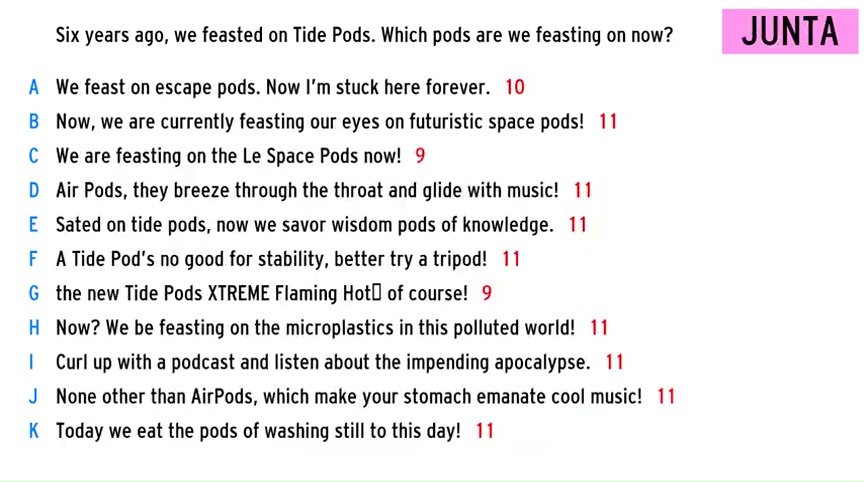 Six years ago, we feasted on Tide Pods. Which pods are we feasting on now?
JUNTA
A We feast on escape pods. Now I'm stuck here forever. 10
B Now, we are currently feasting our eyes on futuristic space pods! 11
C We are feasting on the Le Space Pods now! 9
D Air Pods, they breeze through the throat and glide with music! 11
E Sated on tide pods, now we savor wisdom pods of knowledge. 11
F A Tide Pod's no good for stability, better try a tripod! 11
G the new Tide Pods XTREME Flaming Hot▯ of course! 9
H Now? We be feasting on the microplastics in this polluted world! 11
I Curl up with a podcast and listen about the impending apocalypse. 11
J None other than AirPods, which make your stomach emanate cool music! 11
K Today we eat the pods of washing still to this day! 11